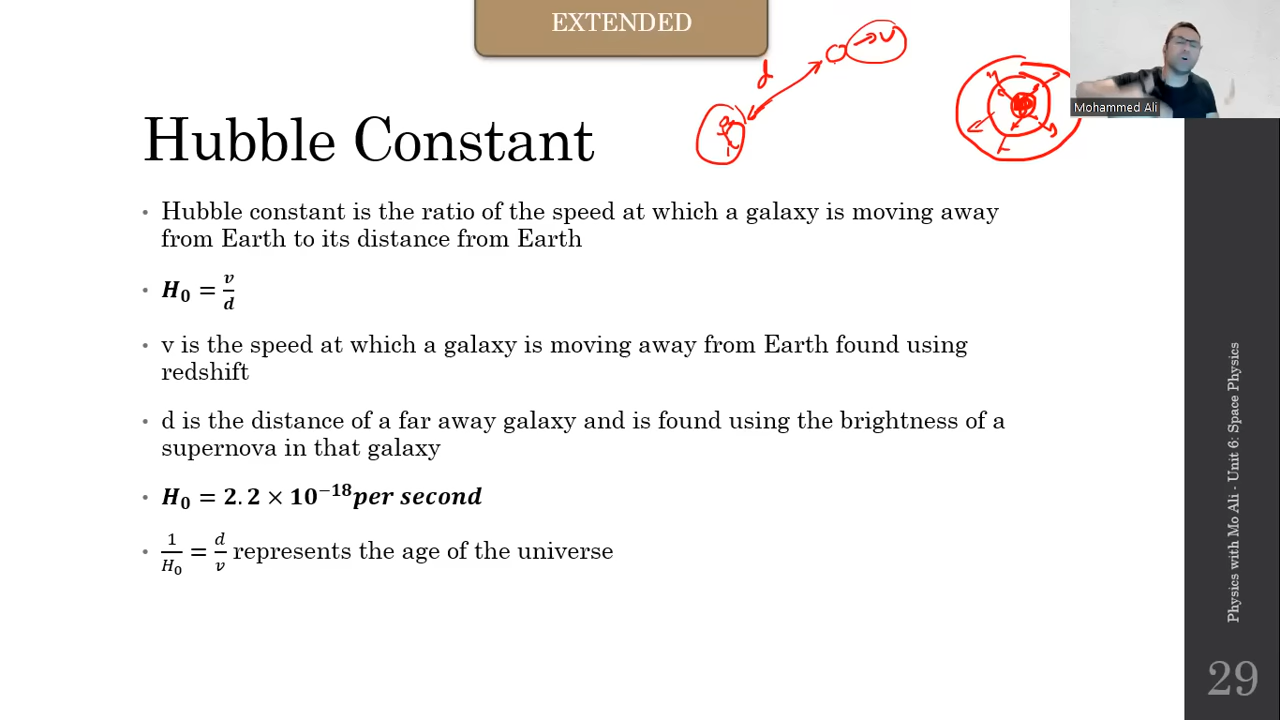 EXTENDED
d
→v
Mohammed Ali
Hubble Constant
• Hubble constant is the ratio of the speed at which a galaxy is moving away
from Earth to its distance from Earth
• H₀ = v/d
• v is the speed at which a galaxy is moving away from Earth found using
redshift
• d is the distance of a far away galaxy and is found using the brightness of a
supernova in that galaxy
• H₀ = 2.2 × 10⁻¹⁸ per second
• 1/H₀ = d/v represents the age of the universe
Physics with Mo Ali - Unit 6: Space Physics
29